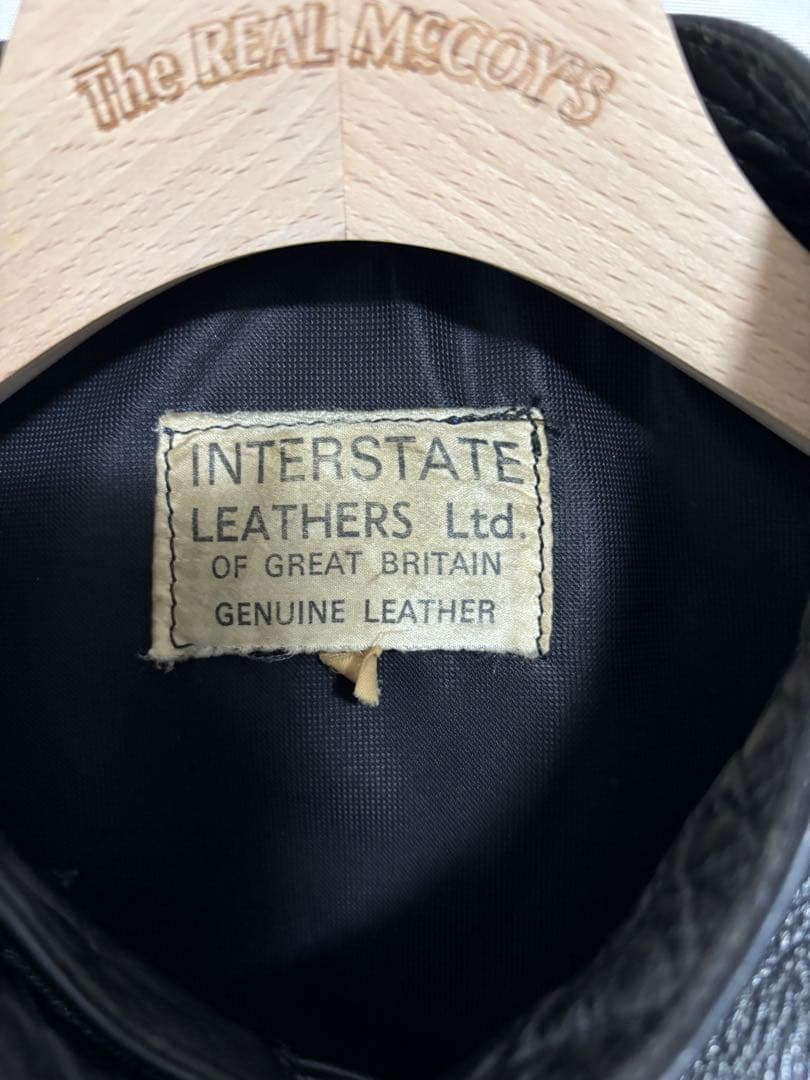 The REAL McCOY'S
INTERSTATE
LEATHERS Ltd.
OF GREAT BRITAIN
GENUINE LEATHER